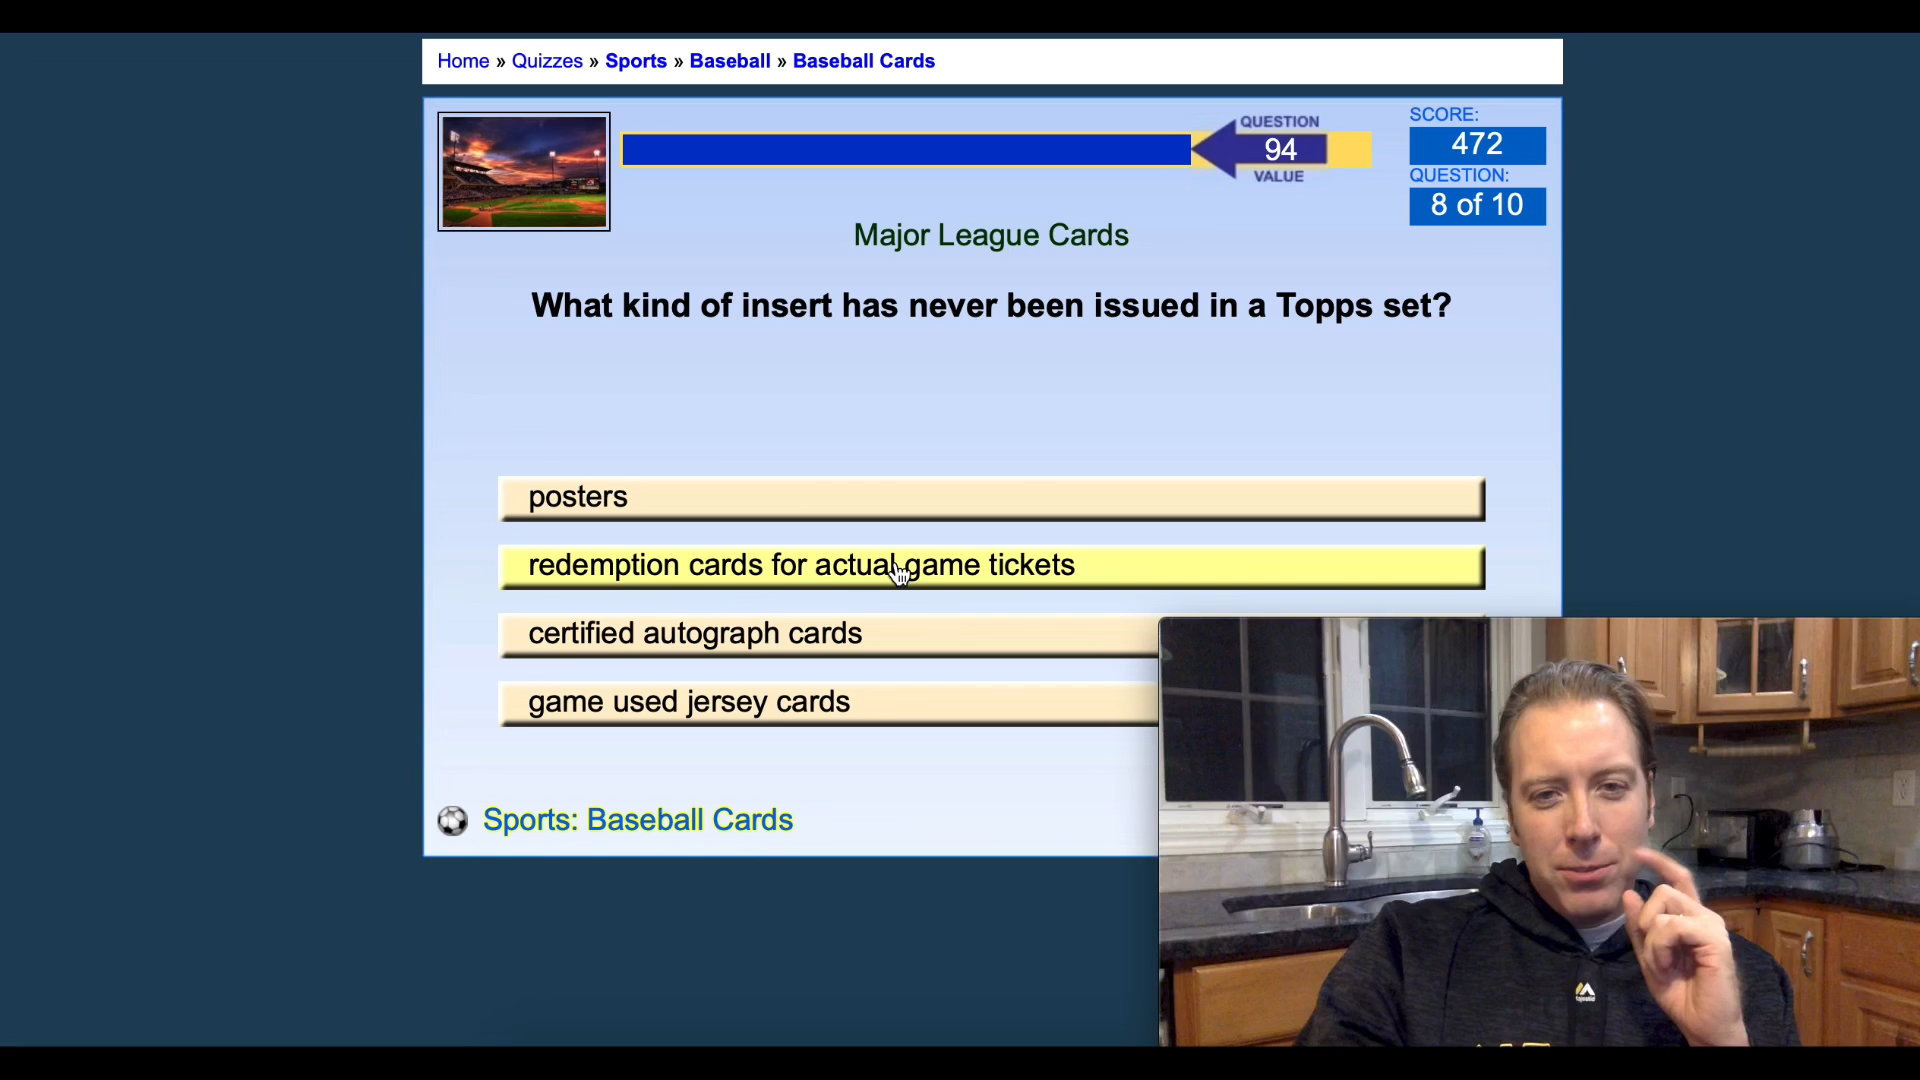 Home » Quizzes » Sports » Baseball » Baseball Cards
QUESTION
94
VALUE
SCORE:
472
QUESTION:
8 of 10
Major League Cards
What kind of insert has never been issued in a Topps set?
posters
redemption cards for actual game tickets
certified autograph cards
game used jersey cards
Sports: Baseball Cards